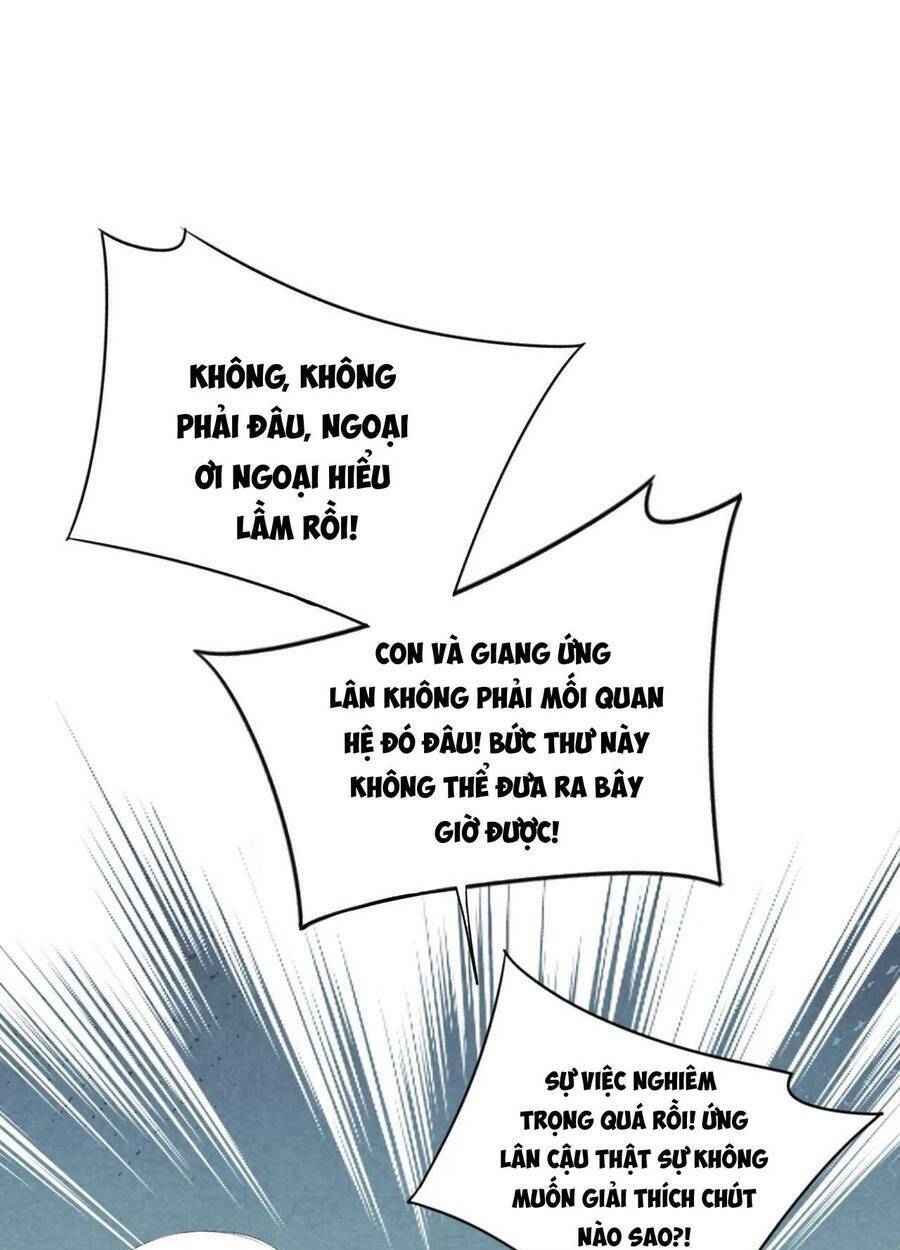 KHÔNG, KHÔNG
PHẢI ĐÂU, NGOẠI
ƠI NGOẠI HIỂU
LẦM RỒI!
CON VÀ GIANG ỨNG
LÂN KHÔNG PHẢI MỐI QUAN
HỆ ĐÓ ĐÂU! BỨC THƯ NÀY
KHÔNG THỂ ĐƯA RA BÂY
GIỜ ĐƯỢC!
SỰ VIỆC NGHIÊM
TRỌNG QUÁ RỒI! ỨNG
LÂN CẬU THẬT SỰ KHÔNG
MUỐN GIẢI THÍCH CHÚT
NÀO SAO?!